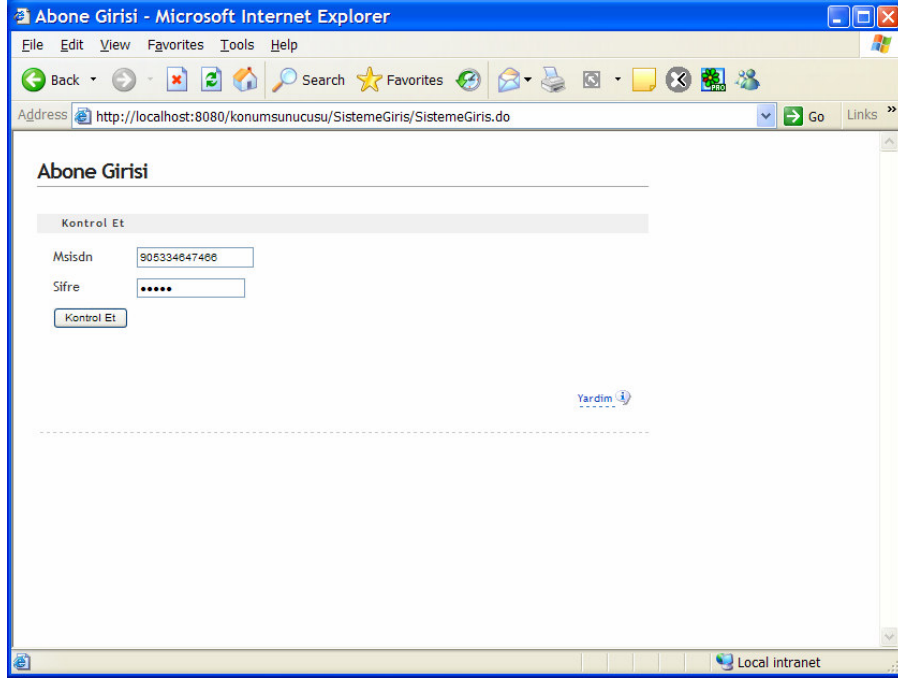 Abone Girisi - Microsoft Internet Explorer
File Edit View Favorites Tools Help
Back Search Favorites PRO
Address http://localhost:8080/konumsunucusu/SistemeGiris/SistemeGiris.do Go Links »
Abone Girisi
Kontrol Et
Msisdn 905334647466
Sifre •••••
Kontrol Et
Yardim
Local intranet